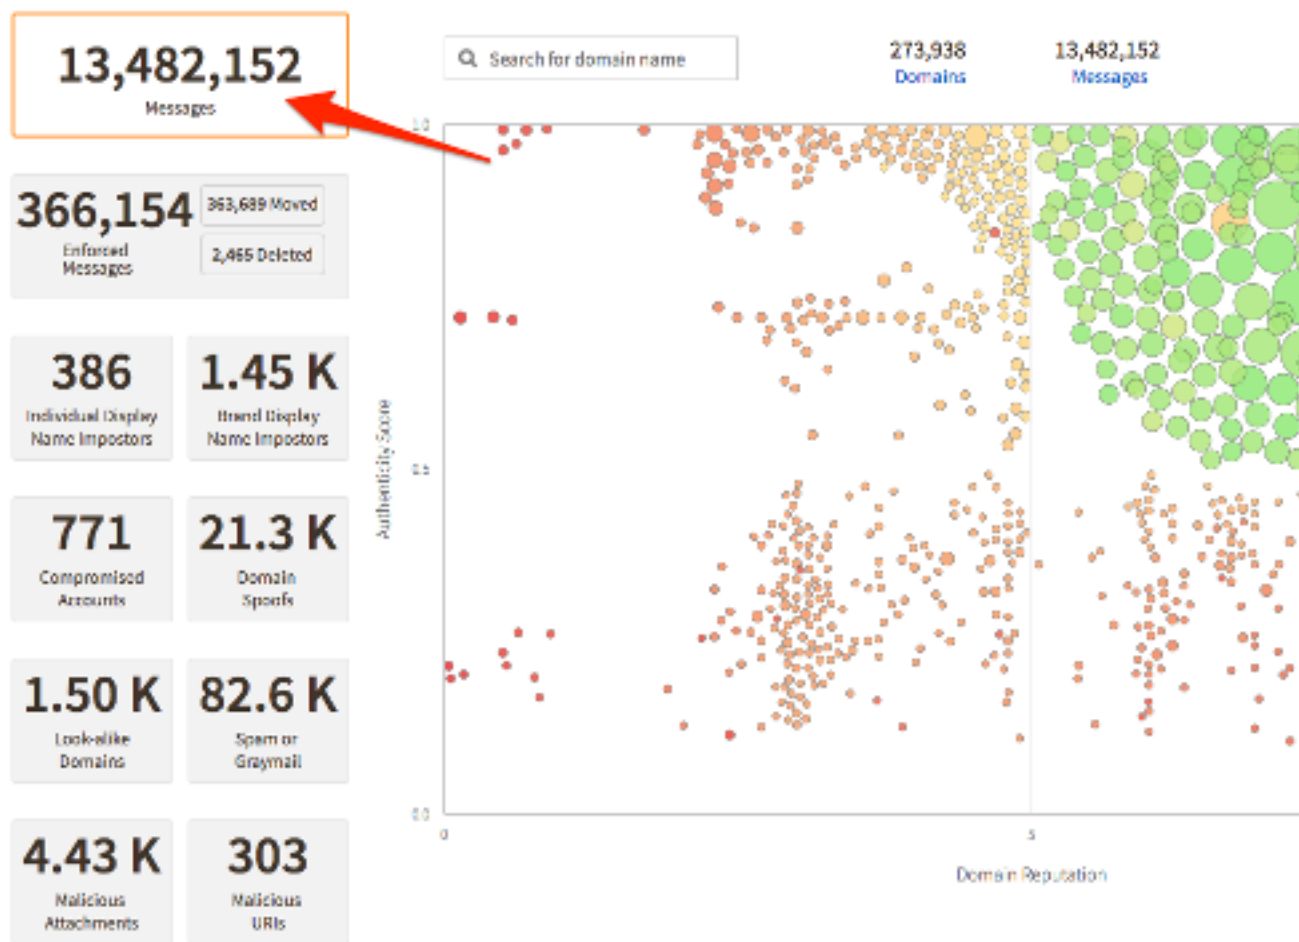 13,482,152
Messages
366,154
Enforced
Messages
363,689 Moved
2,465 Deleted
386
Individual Display
Name Impostors
1.45 K
Brand Display
Name Impostors
771
Compromised
Accounts
21.3 K
Domain
Spoofs
1.50 K
Look-alike
Domains
82.6 K
Spam or
Graymail
4.43 K
Malicious
Attachments
303
Malicious
URIs
Search for domain name
273,938
Domains
13,482,152
Messages
1.0
Authenticity Score
0.5
0.0
0
5
Domain Reputation